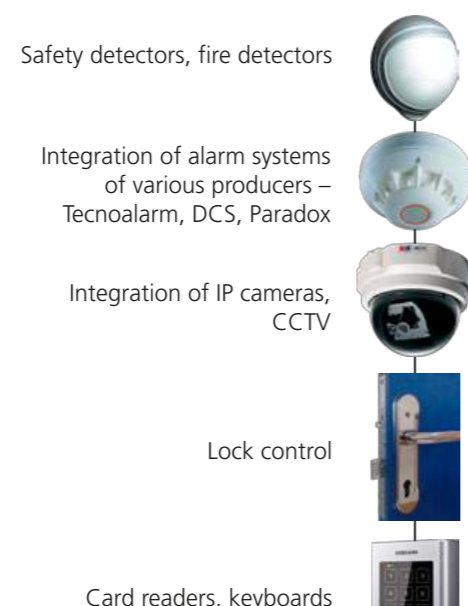 Safety detectors, fire detectors
Integration of alarm systems
of various producers –
Tecnoalarm, DCS, Paradox
Integration of IP cameras,
CCTV
Lock control
Card readers, keyboards